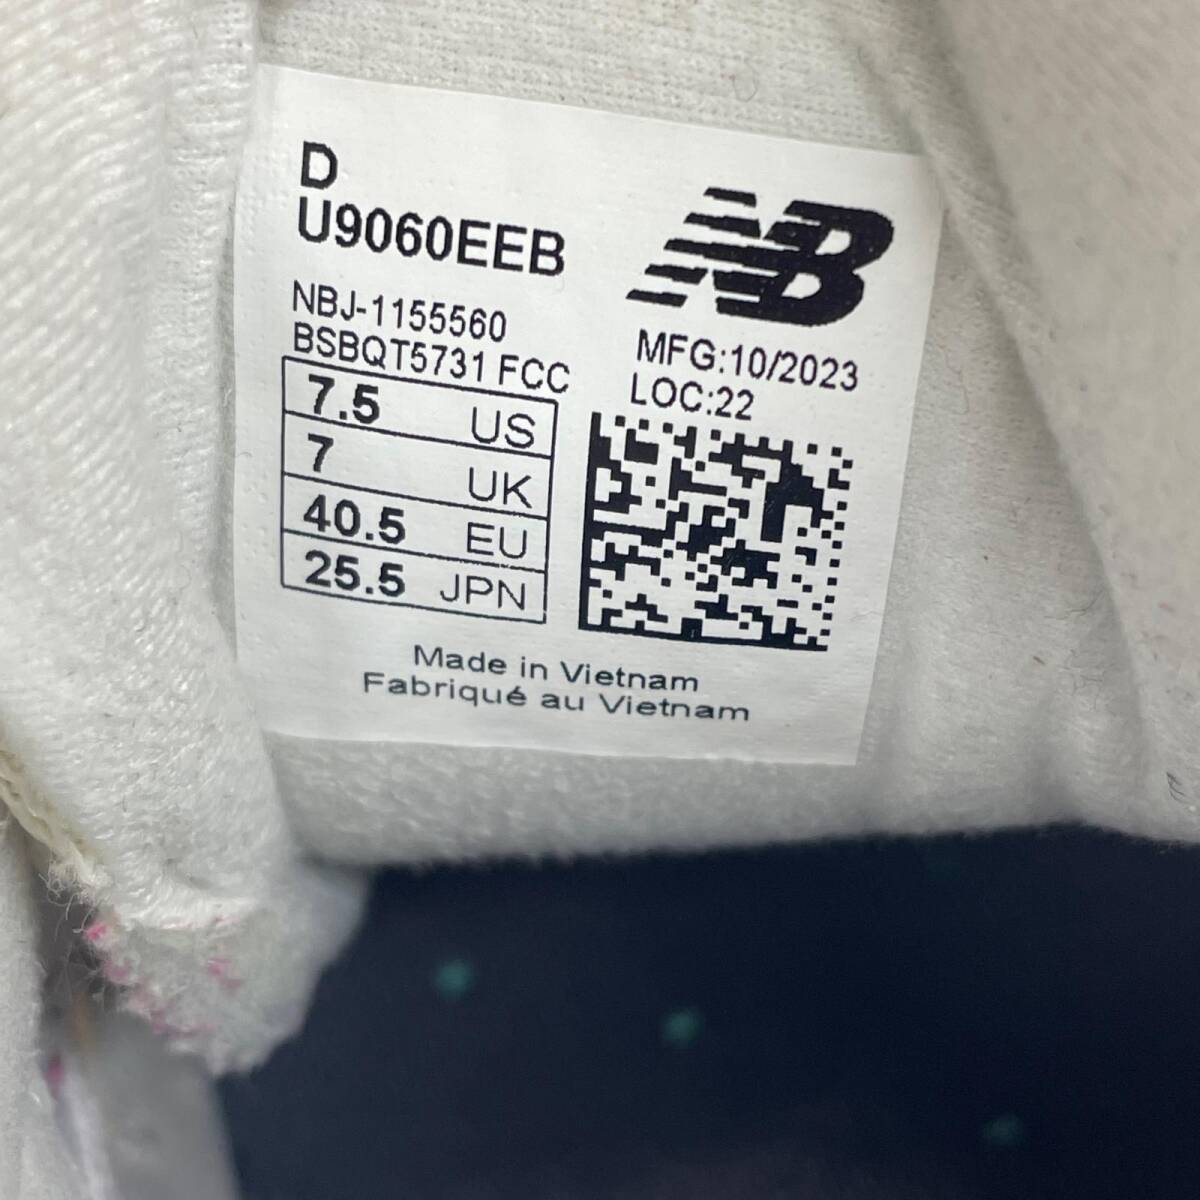 D
U9060EEB
NBJ-1155560
BSBQT5731 FCC
7.5 US
7 UK
40.5 EU
25.5 JPN
NB
MFG:10/2023
LOC:22
Made in Vietnam
Fabriqué au Vietnam